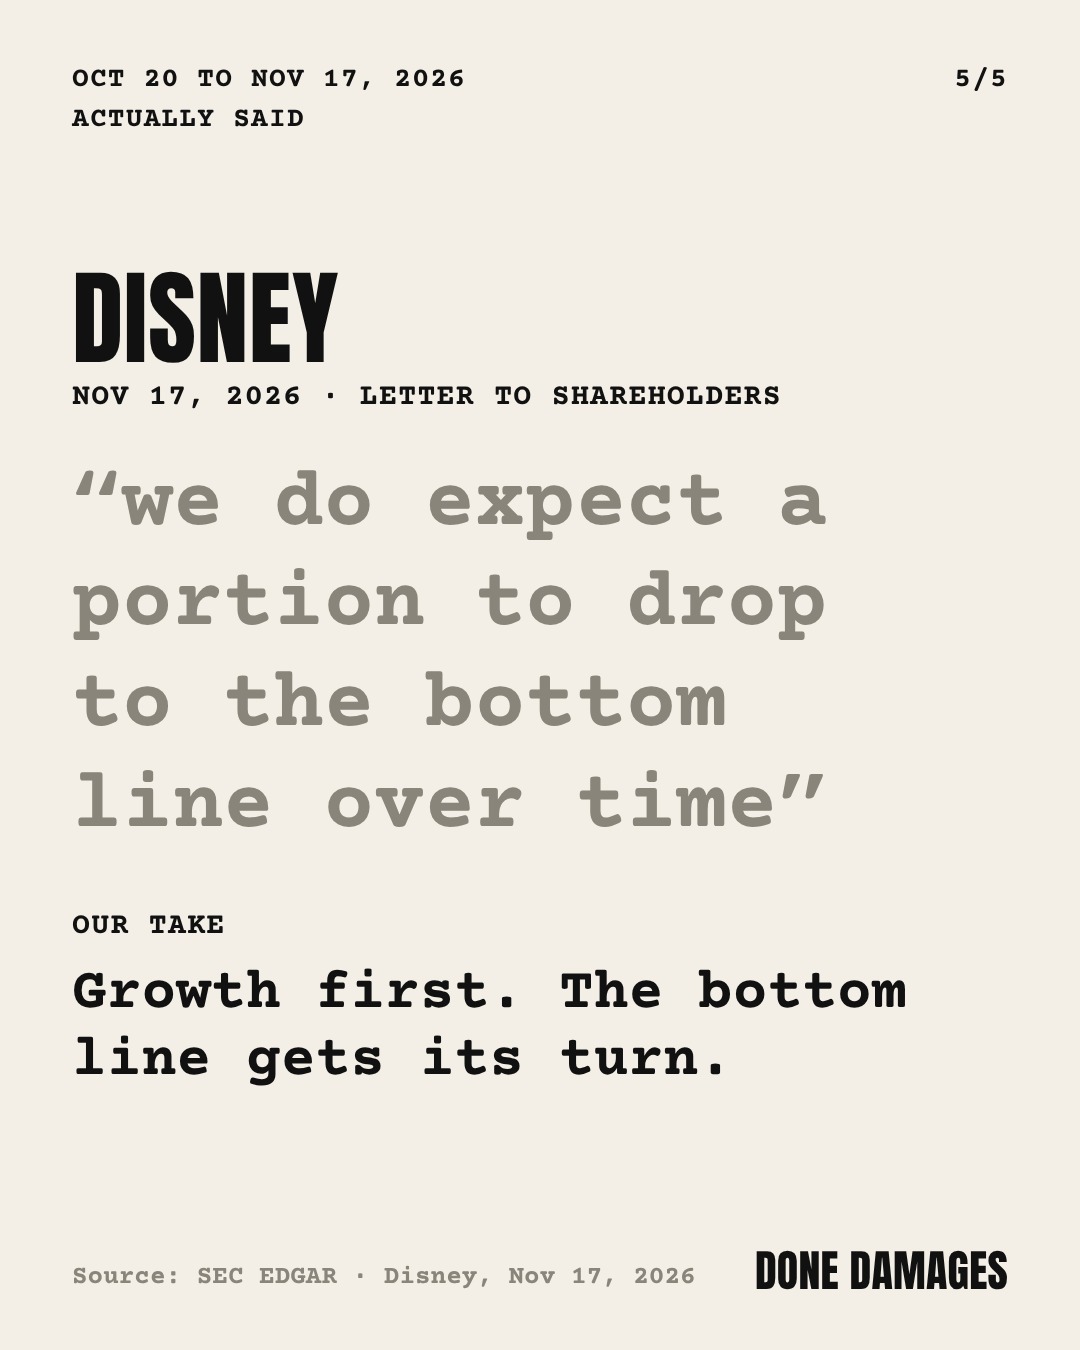 OCT 20 TO NOV 17, 2026
5/5
ACTUALLY SAID
DISNEY
NOV 17, 2026 · LETTER TO SHAREHOLDERS
“we do expect a
portion to drop
to the bottom
line over time”
OUR TAKE
Growth first. The bottom
line gets its turn.
Source: SEC EDGAR · Disney, Nov 17, 2026
DONE DAMAGES